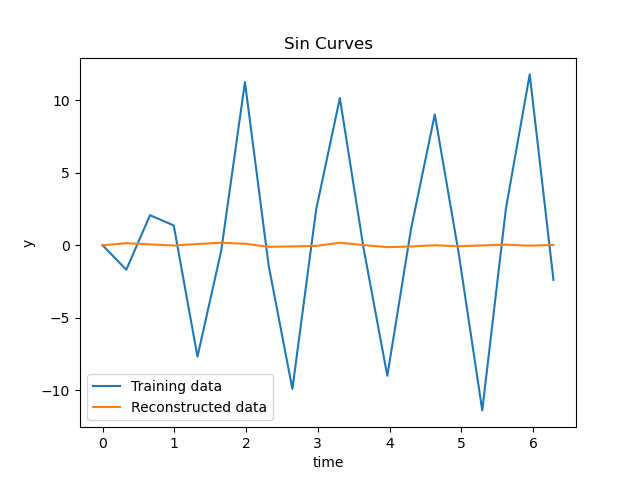 Sin Curves
y
10
5
0
−5
−10
Training data
Reconstructed data
0 1 2 3 4 5 6
time